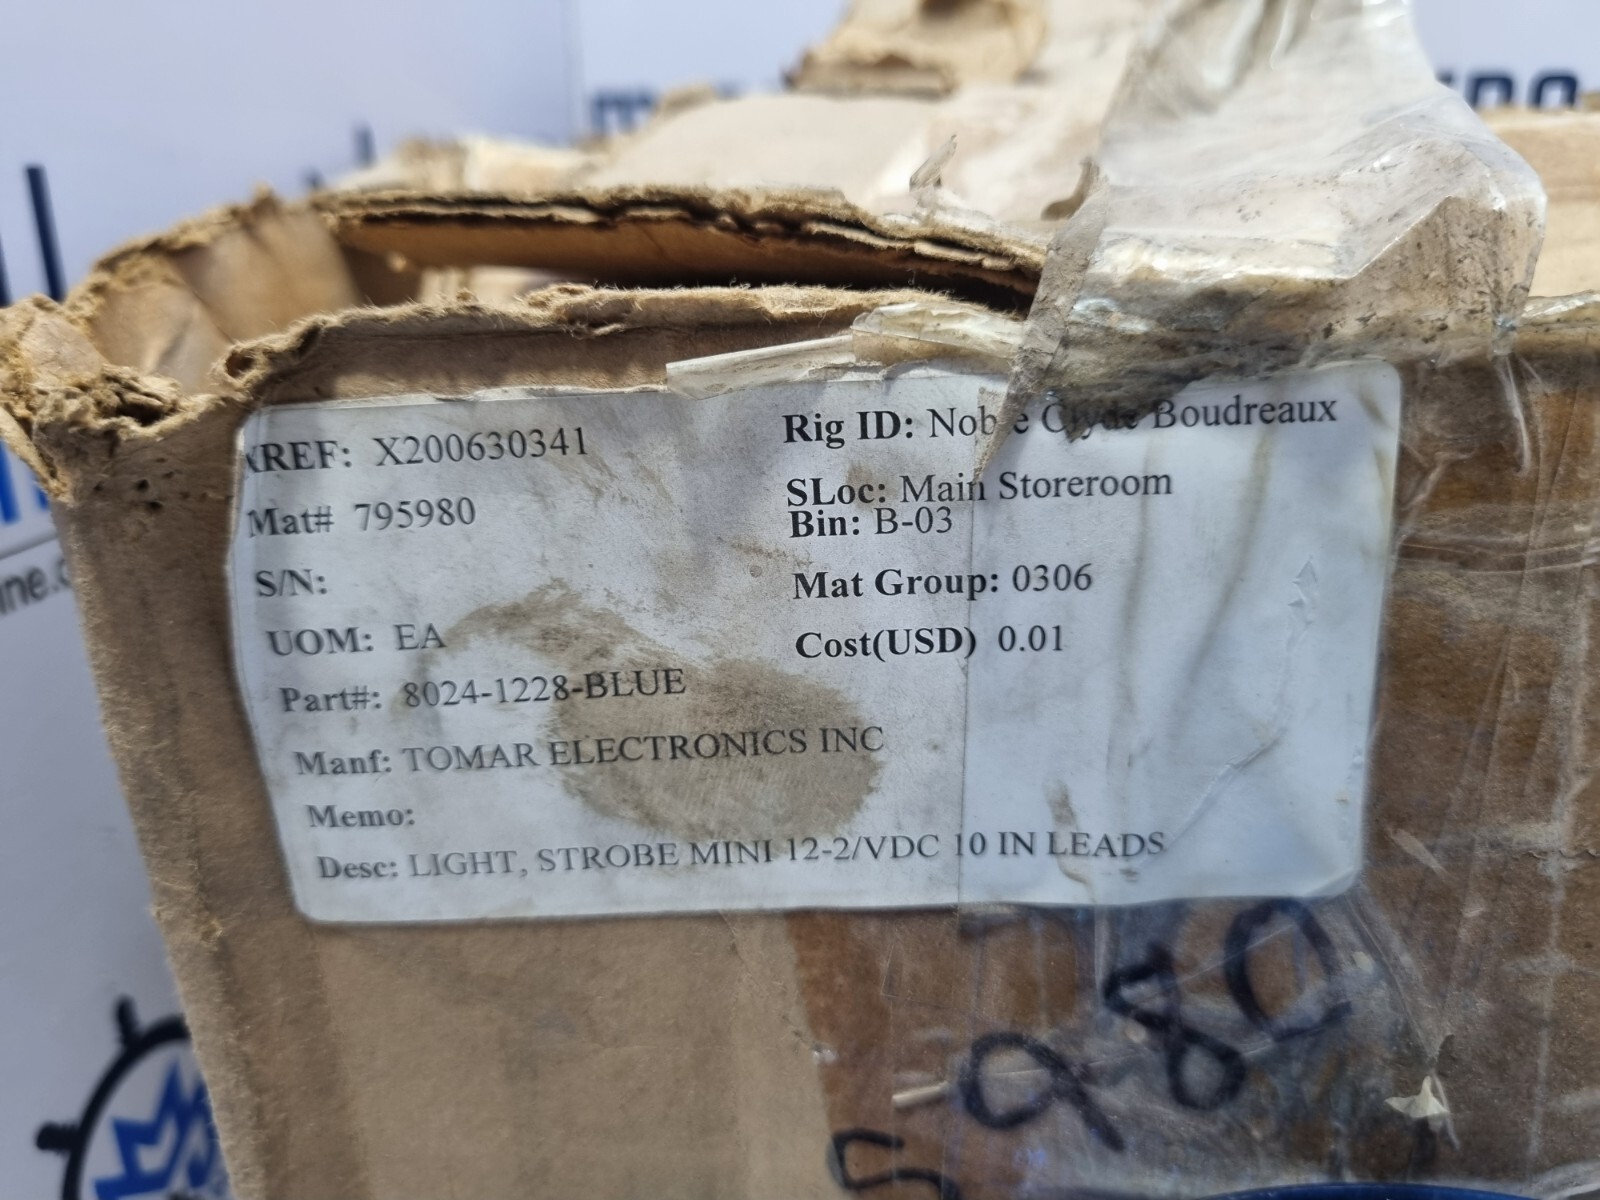 XREF: X200630341
Mat# 795980
S/N:
UOM: EA
Part#: 8024-1228-BLUE
Manf: TOMAR ELECTRONICS INC
Memo:
Desc: LIGHT, STROBE MINI 12-2/VDC 10 IN LEADS
Rig ID: Noble Clyde Boudreaux
SLoc: Main Storeroom
Bin: B-03
Mat Group: 0306
Cost(USD) 0.01
5980